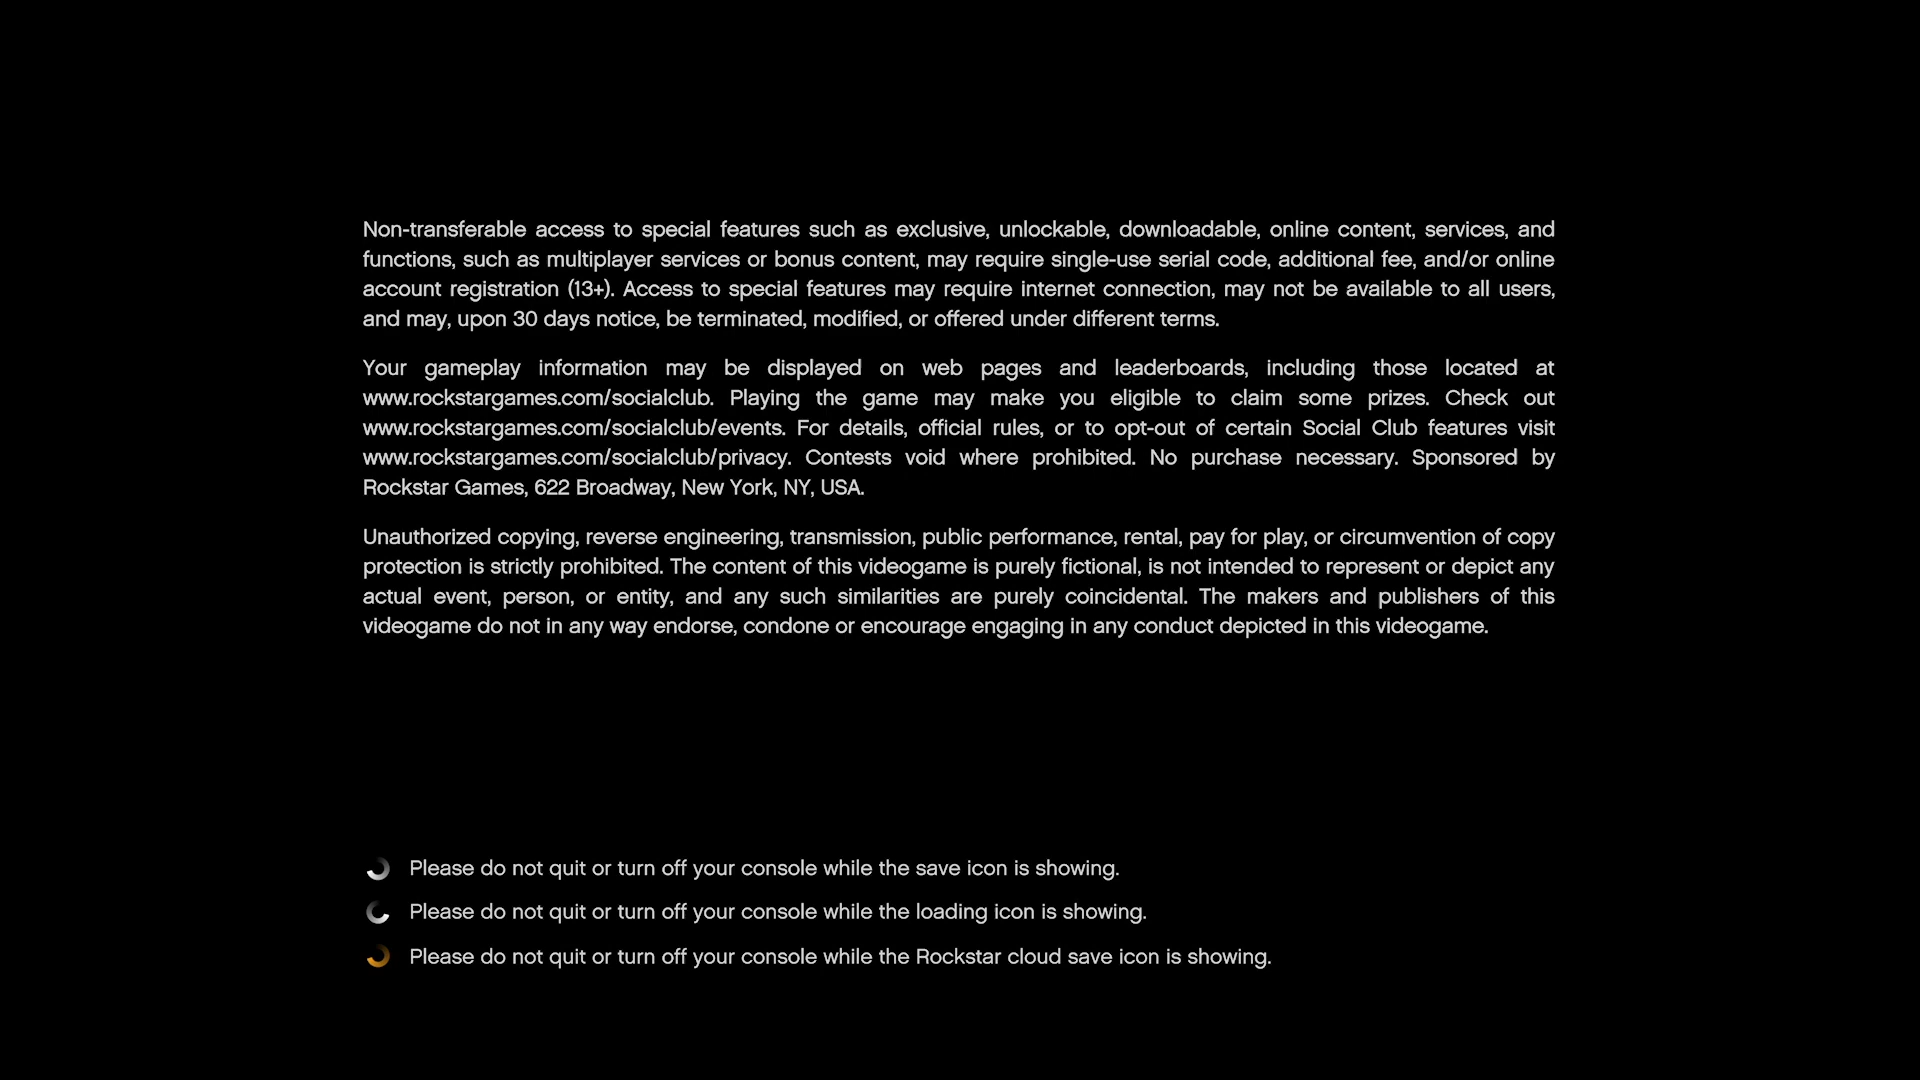 Non-transferable access to special features such as exclusive, unlockable, downloadable, online content, services, and
functions, such as multiplayer services or bonus content, may require single-use serial code, additional fee, and/or online
account registration (13+). Access to special features may require internet connection, may not be available to all users,
and may, upon 30 days notice, be terminated, modified, or offered under different terms.
Your gameplay information may be displayed on web pages and leaderboards, including those located at
www.rockstargames.com/socialclub. Playing the game may make you eligible to claim some prizes. Check out
www.rockstargames.com/socialclub/events. For details, official rules, or to opt-out of certain Social Club features visit
www.rockstargames.com/socialclub/privacy. Contests void where prohibited. No purchase necessary. Sponsored by
Rockstar Games, 622 Broadway, New York, NY, USA.
Unauthorized copying, reverse engineering, transmission, public performance, rental, pay for play, or circumvention of copy
protection is strictly prohibited. The content of this videogame is purely fictional, is not intended to represent or depict any
actual event, person, or entity, and any such similarities are purely coincidental. The makers and publishers of this
videogame do not in any way endorse, condone or encourage engaging in any conduct depicted in this videogame.
Please do not quit or turn off your console while the save icon is showing.
Please do not quit or turn off your console while the loading icon is showing.
Please do not quit or turn off your console while the Rockstar cloud save icon is showing.